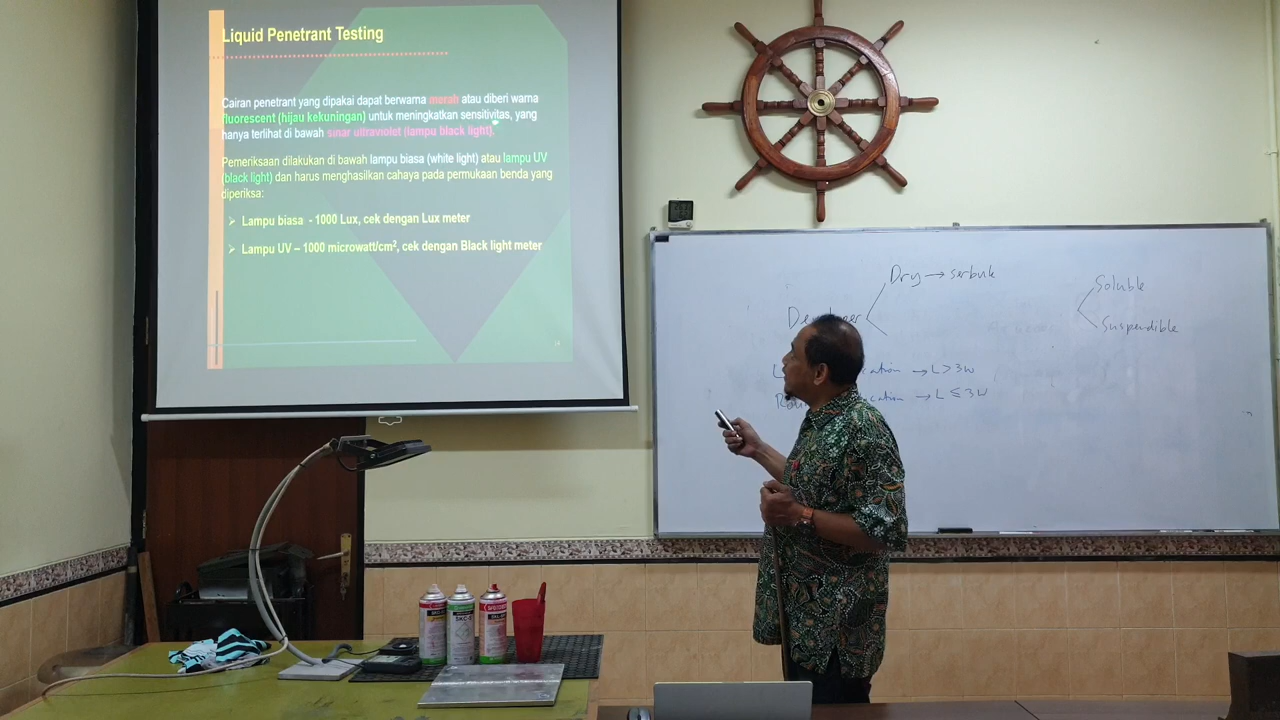 Liquid Penetrant Testing
Cairan penetrant yang dipakai dapat berwarna merah atau diberi warna
fluorescent (hijau kekuningan) untuk meningkatkan sensitivitas, yang
hanya terlihat di bawah sinar ultraviolet (lampu black light).
Pemeriksaan dilakukan di bawah lampu biasa (white light) atau lampu UV
(black light) dan harus menghasilkan cahaya pada permukaan benda yang
diperiksa:
➢ Lampu biasa - 1000 Lux, cek dengan Lux meter
➢ Lampu UV – 1000 microwatt/cm², cek dengan Black light meter
Dry → serbuk
Soluble
Suspendible
→ L > 3W
→ L ≤ 3W